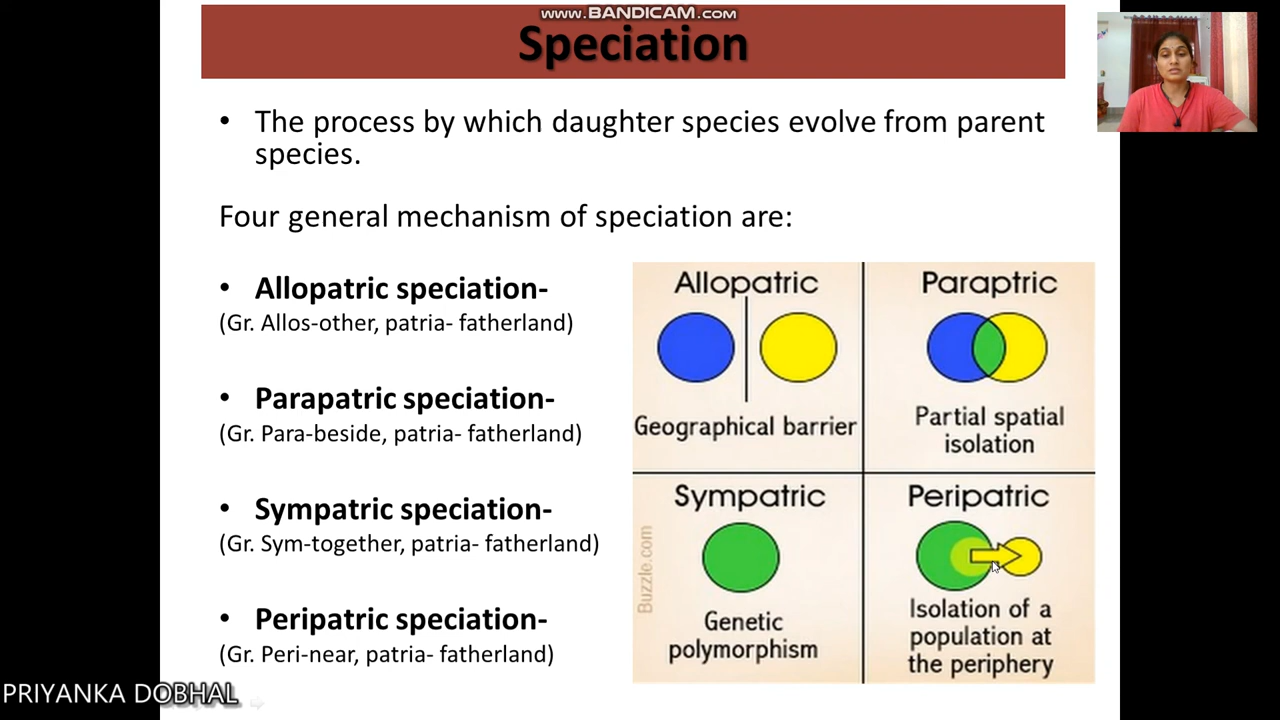 www.BANDICAM.com
Speciation
• The process by which daughter species evolve from parent
species.
Four general mechanism of speciation are:
• Allopatric speciation-
(Gr. Allos-other, patria- fatherland)
• Parapatric speciation-
(Gr. Para-beside, patria- fatherland)
• Sympatric speciation-
(Gr. Sym-together, patria- fatherland)
• Peripatric speciation-
(Gr. Peri-near, patria- fatherland)
Allopatric
Geographical barrier
Paraptric
Partial spatial
isolation
Sympatric
Genetic
polymorphism
Peripatric
Isolation of a
population at
the periphery
Buzzle.com
PRIYANKA DOBHAL